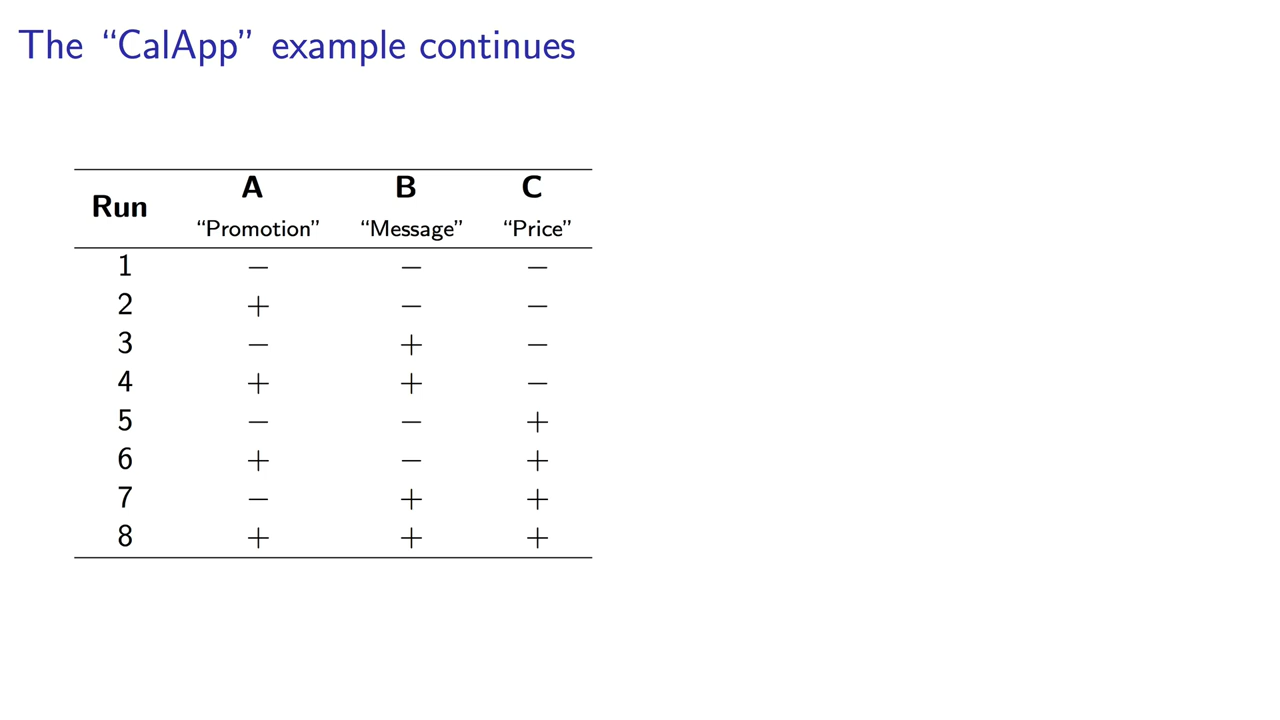 The “CalApp” example continues
Run A B C
“Promotion” “Message” “Price”
1 − − −
2 + − −
3 − + −
4 + + −
5 − − +
6 + − +
7 − + +
8 + + +